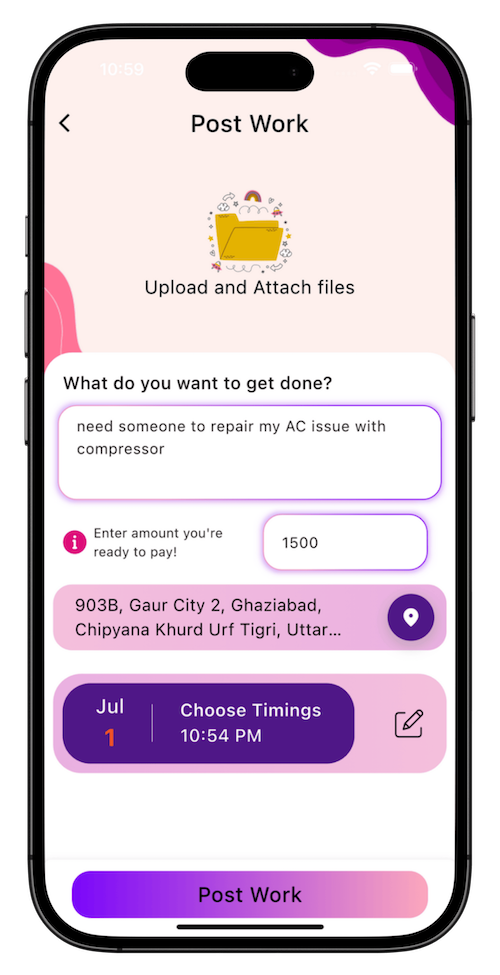 10:59
Post Work
Upload and Attach files
What do you want to get done?
need someone to repair my AC issue with
compressor
Enter amount you're
ready to pay!
1500
903B, Gaur City 2, Ghaziabad,
Chipyana Khurd Urf Tigri, Uttar...
Jul
1
Choose Timings
10:54 PM
Post Work